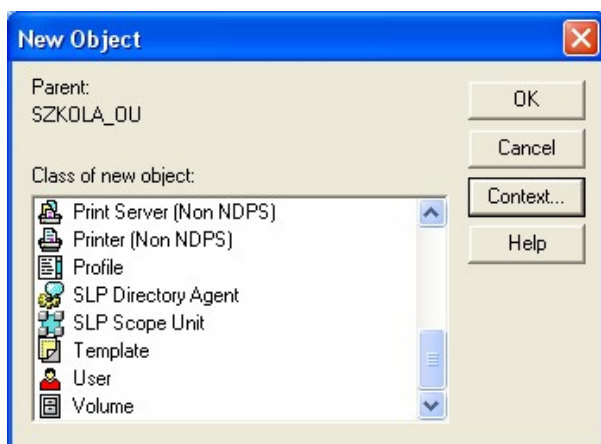 New Object
Parent:
SZKOLA_OU
Class of new object:
Print Server (Non NDPS)
Printer (Non NDPS)
Profile
SLP Directory Agent
SLP Scope Unit
Template
User
Volume
OK
Cancel
Context...
Help